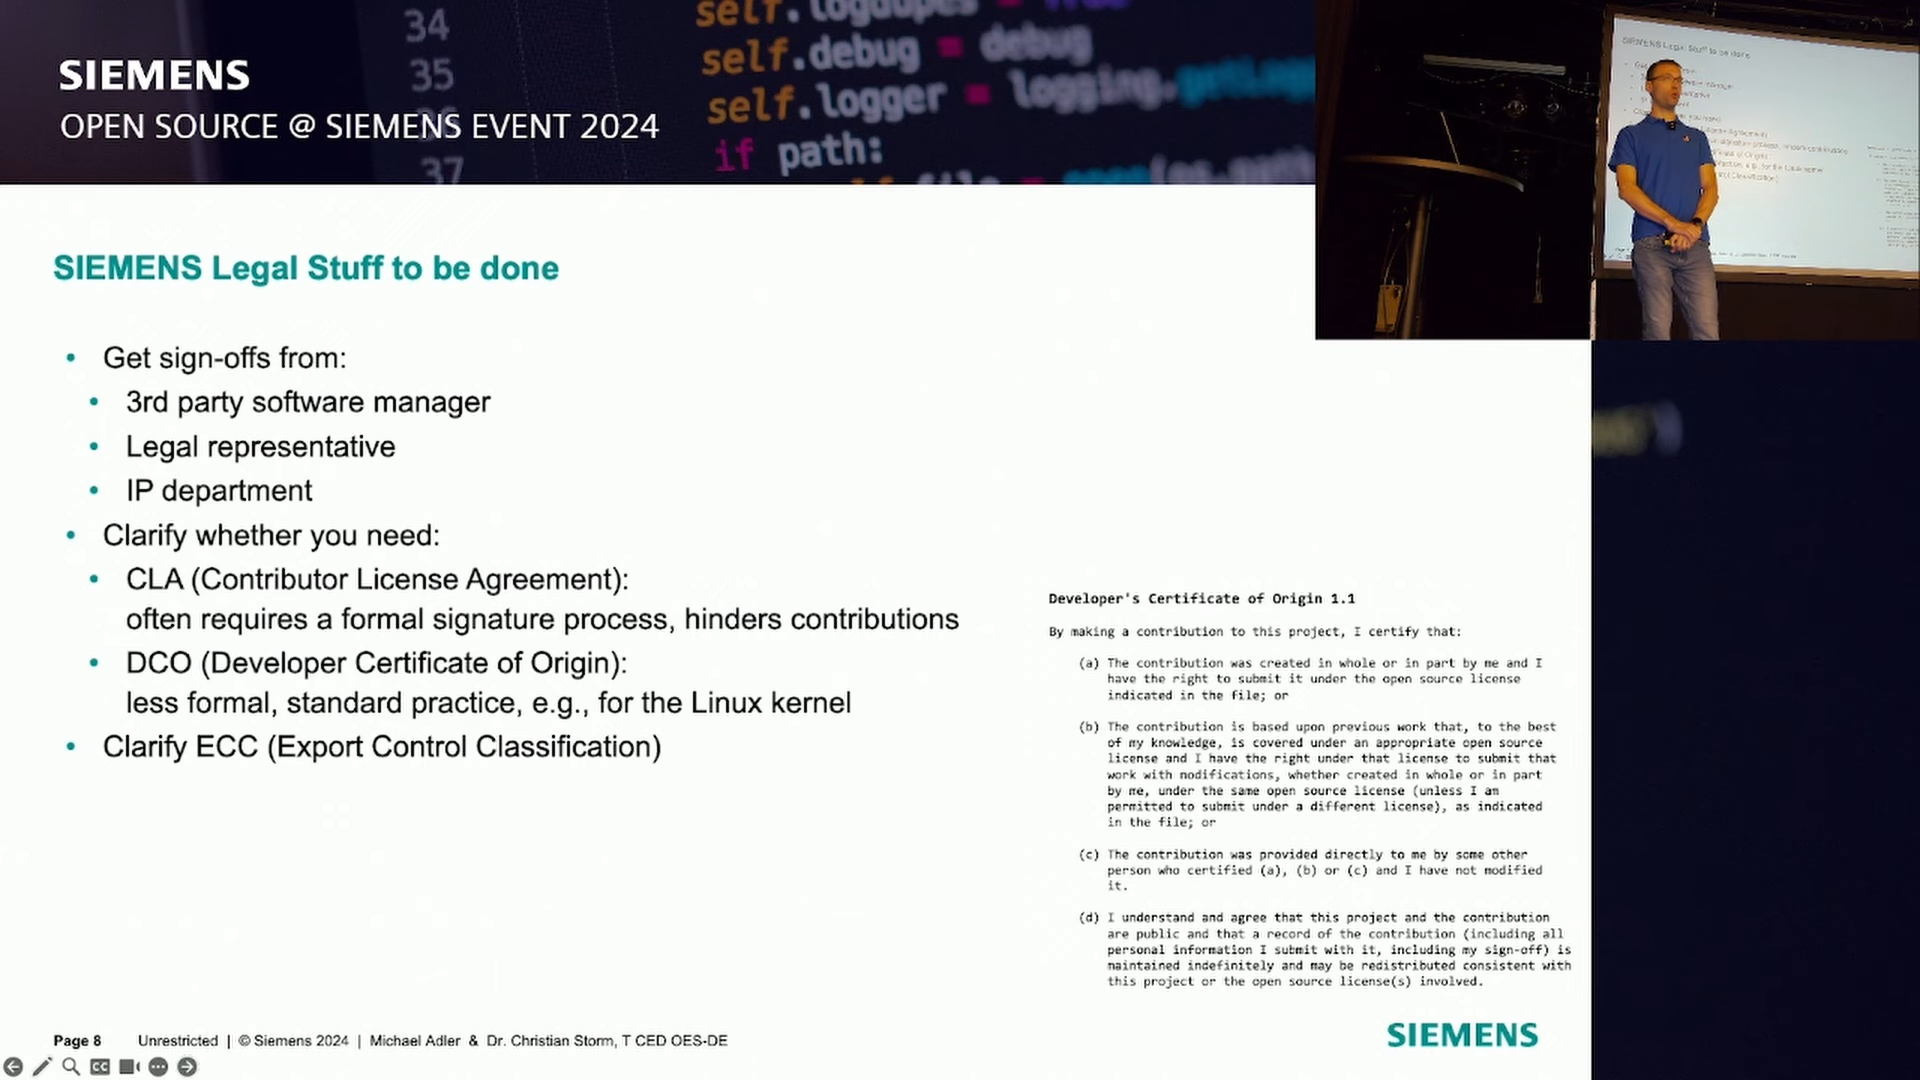 34
self.logdupes = True
35
self.debug = debug
self.logger = logging.getLogg
36
37
if path:
SIEMENS
OPEN SOURCE @ SIEMENS EVENT 2024
SIEMENS Legal Stuff to be done
• Get sign-offs from:
• 3rd party software manager
• Legal representative
• IP department
• Clarify whether you need:
• CLA (Contributor License Agreement):
often requires a formal signature process, hinders contributions
• DCO (Developer Certificate of Origin):
less formal, standard practice, e.g., for the Linux kernel
• Clarify ECC (Export Control Classification)
Developer's Certificate of Origin 1.1
By making a contribution to this project, I certify that:
(a) The contribution was created in whole or in part by me and I
have the right to submit it under the open source license
indicated in the file; or
(b) The contribution is based upon previous work that, to the best
of my knowledge, is covered under an appropriate open source
license and I have the right under that license to submit that
work with modifications, whether created in whole or in part
by me, under the same open source license (unless I am
permitted to submit under a different license), as indicated
in the file; or
(c) The contribution was provided directly to me by some other
person who certified (a), (b) or (c) and I have not modified
it.
(d) I understand and agree that this project and the contribution
are public and that a record of the contribution (including all
personal information I submit with it, including my sign-off) is
maintained indefinitely and may be redistributed consistent with
this project or the open source license(s) involved.
Page 8 Unrestricted | © Siemens 2024 | Michael Adler & Dr. Christian Storm, T CED OES-DE
SIEMENS
CC